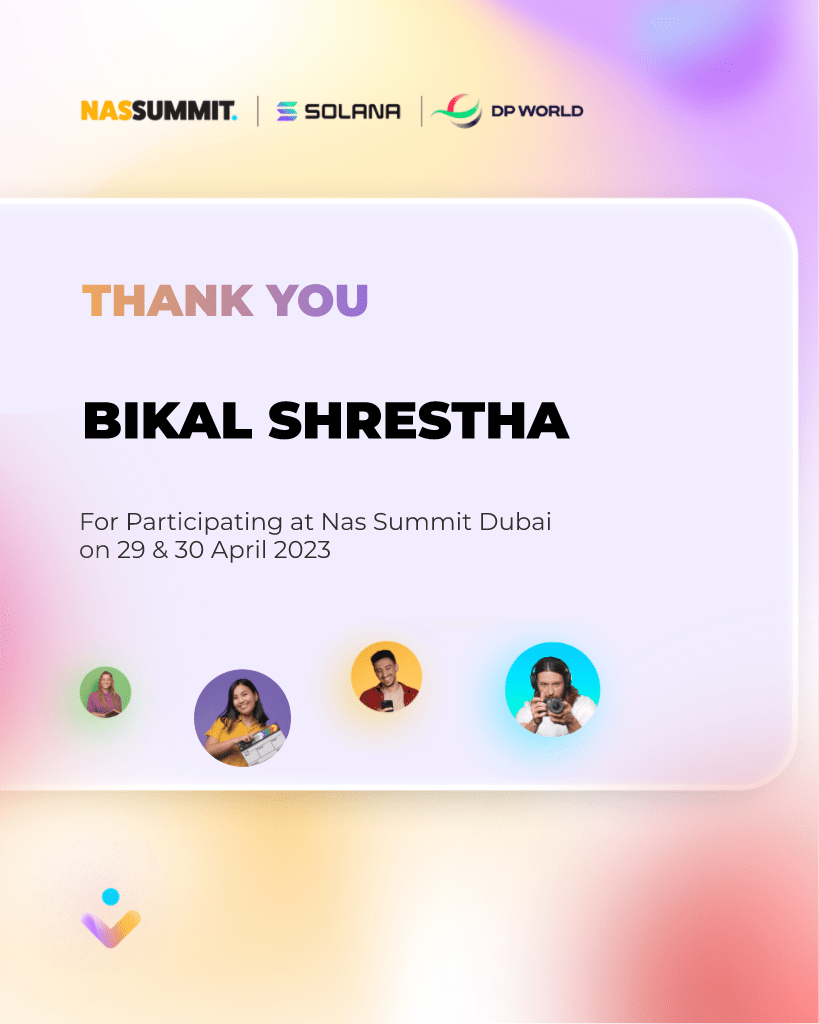 NASSUMMIT. | SOLANA | DP WORLD
THANK YOU
BIKAL SHRESTHA
For Participating at Nas Summit Dubai
on 29 & 30 April 2023